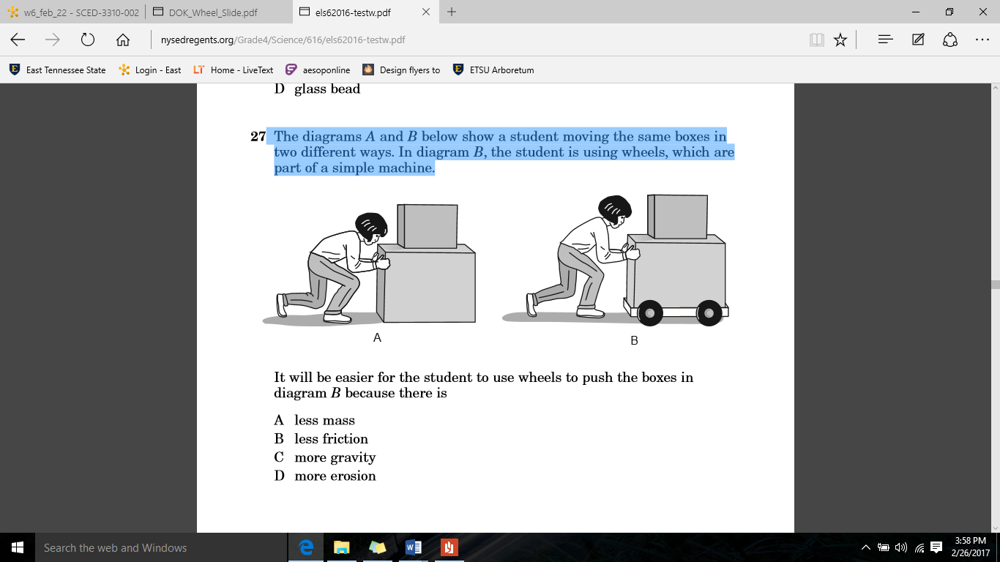 w6_feb_22 - SCED-3310-002
DOK_Wheel_Slide.pdf
els62016-testw.pdf
nysedregents.org/Grade4/Science/616/els62016-testw.pdf
East Tennessee State
Login - East
LT Home - LiveText
aesoponline
Design flyers to
ETSU Arboretum
D glass bead
27 The diagrams A and B below show a student moving the same boxes in
two different ways. In diagram B, the student is using wheels, which are
part of a simple machine.
A
B
It will be easier for the student to use wheels to push the boxes in
diagram B because there is
A less mass
B less friction
C more gravity
D more erosion
Search the web and Windows
3:58 PM
2/26/2017